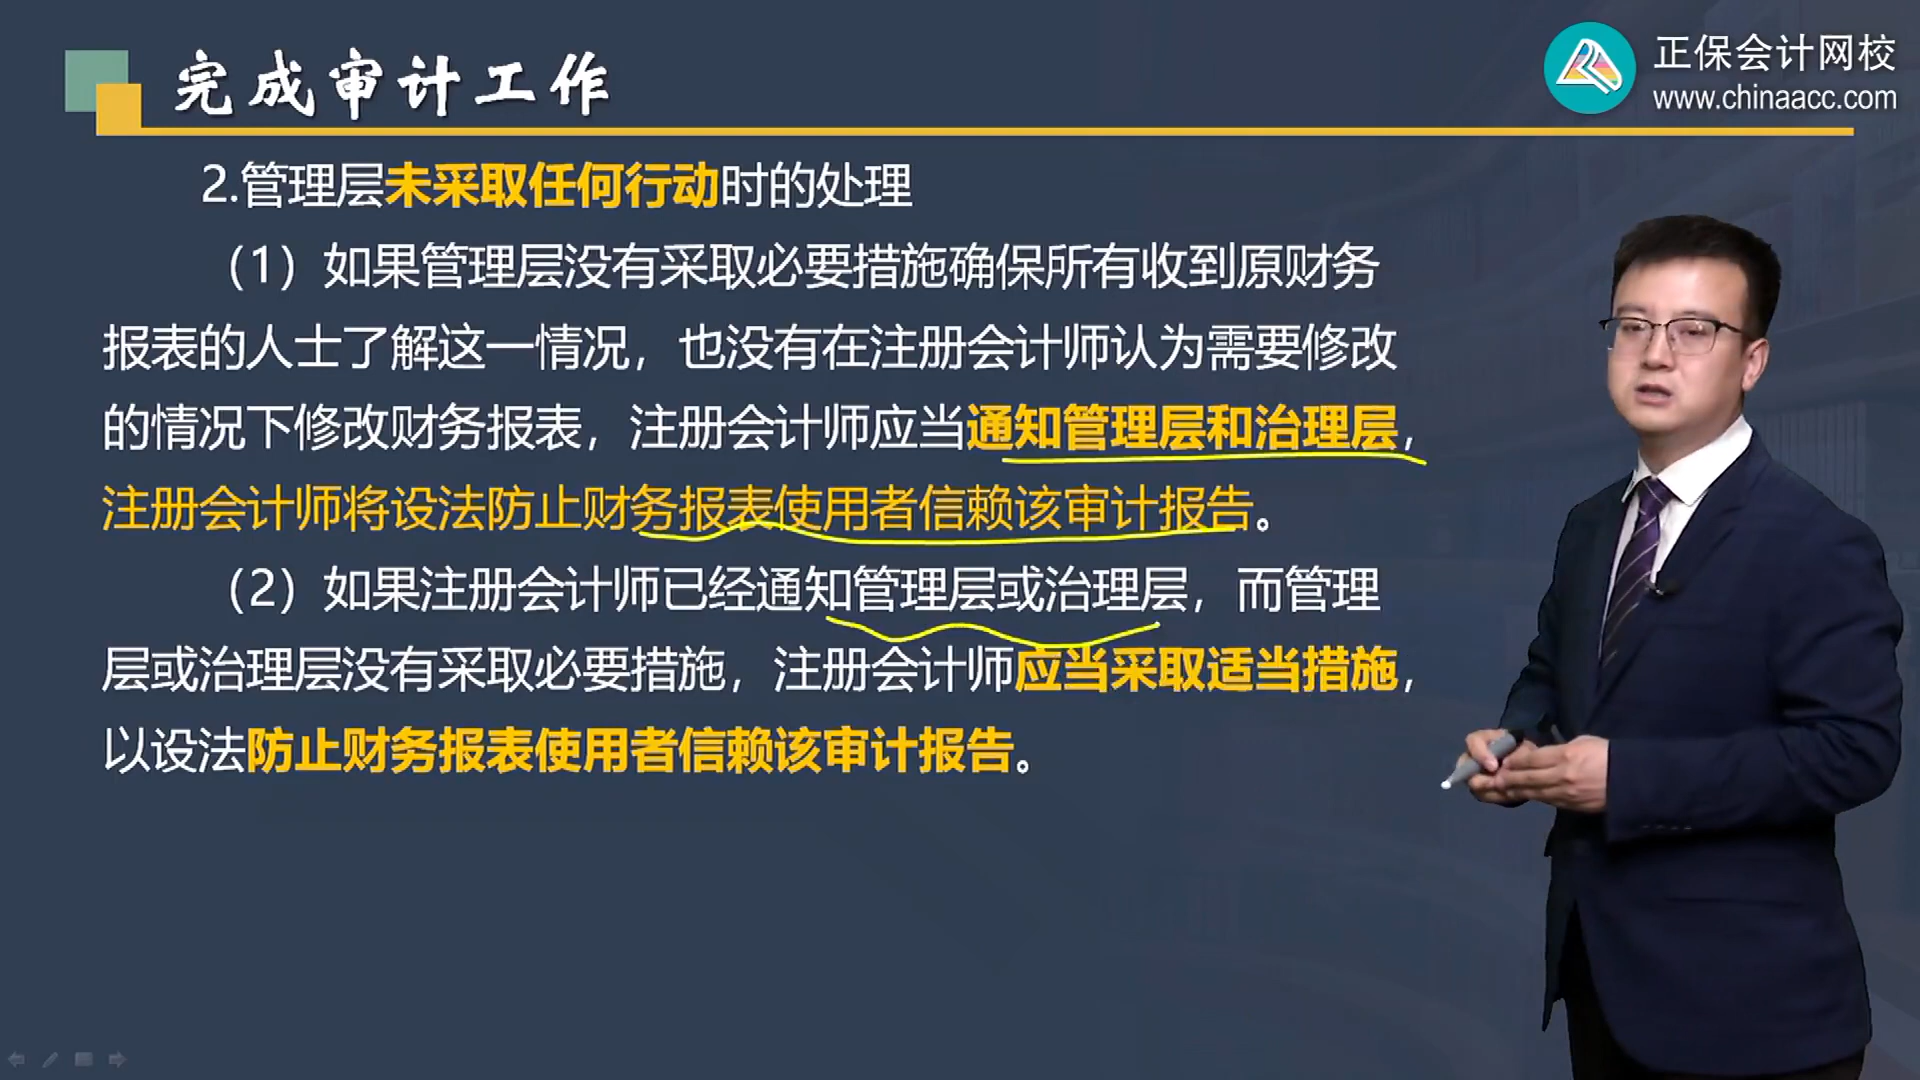 完成审计工作
正保会计网校
www.chinaacc.com
2.管理层未采取任何行动时的处理
（1）如果管理层没有采取必要措施确保所有收到原财务
报表的人士了解这一情况，也没有在注册会计师认为需要修改
的情况下修改财务报表，注册会计师应当通知管理层和治理层，
注册会计师将设法防止财务报表使用者信赖该审计报告。
（2）如果注册会计师已经通知管理层或治理层，而管理
层或治理层没有采取必要措施，注册会计师应当采取适当措施，
以设法防止财务报表使用者信赖该审计报告。